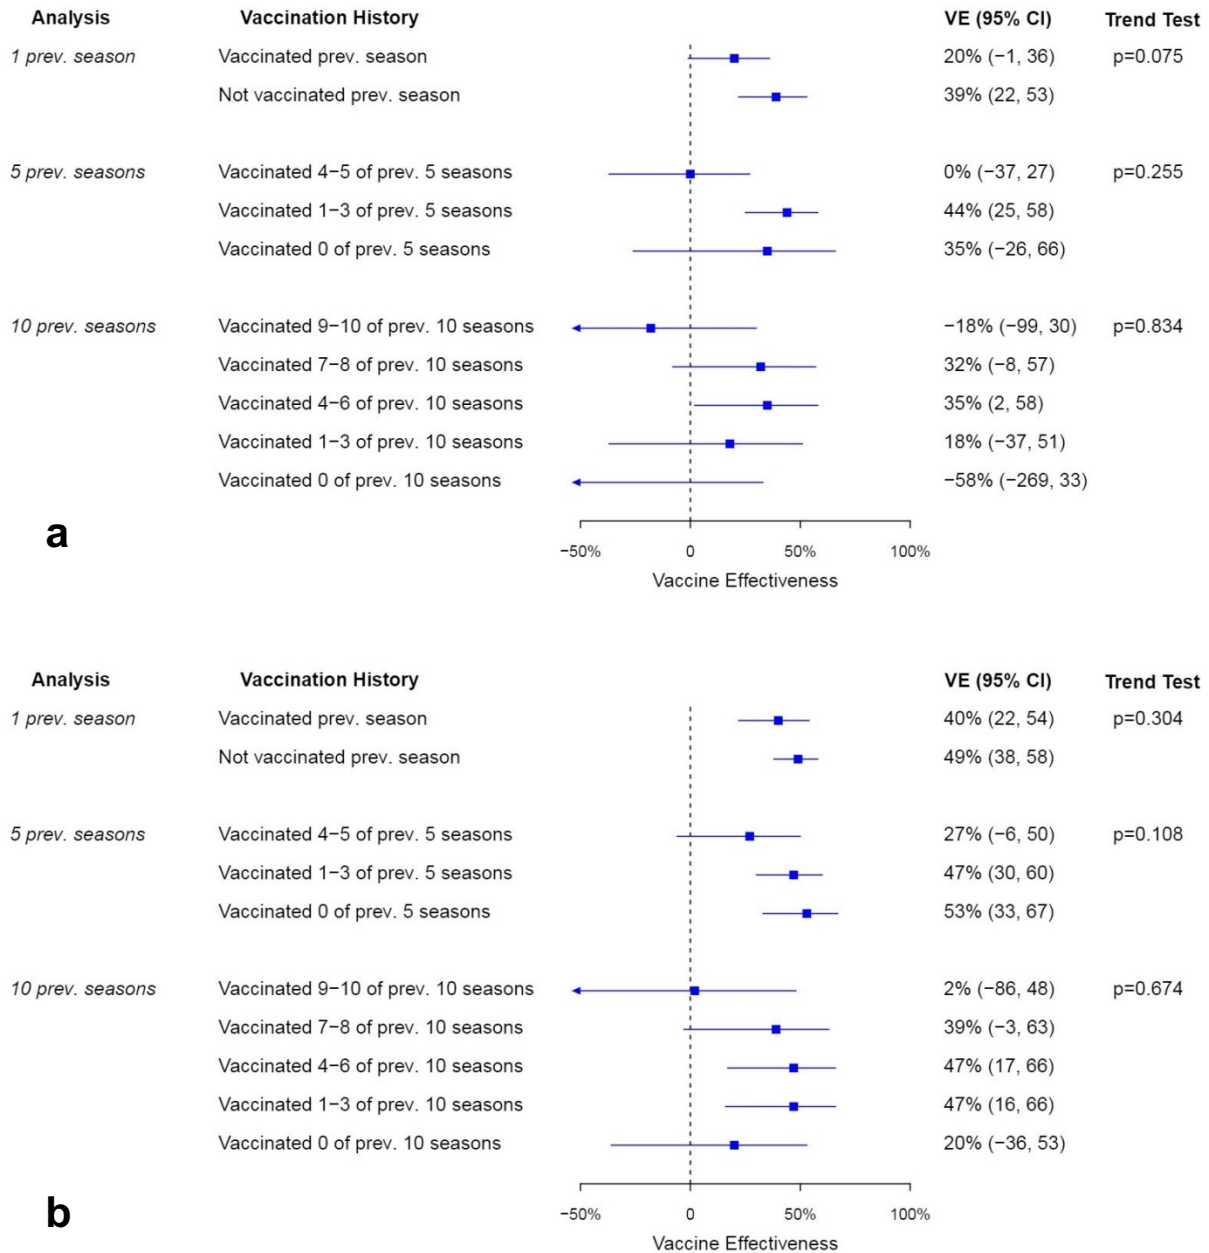 Analysis Vaccination History VE (95% CI) Trend Test
1 prev. season Vaccinated prev. season 20% (−1, 36) p=0.075
Not vaccinated prev. season 39% (22, 53)
5 prev. seasons Vaccinated 4−5 of prev. 5 seasons 0% (−37, 27) p=0.255
Vaccinated 1−3 of prev. 5 seasons 44% (25, 58)
Vaccinated 0 of prev. 5 seasons 35% (−26, 66)
10 prev. seasons Vaccinated 9−10 of prev. 10 seasons −18% (−99, 30) p=0.834
Vaccinated 7−8 of prev. 10 seasons 32% (−8, 57)
Vaccinated 4−6 of prev. 10 seasons 35% (2, 58)
Vaccinated 1−3 of prev. 10 seasons 18% (−37, 51)
Vaccinated 0 of prev. 10 seasons −58% (−269, 33)
a
−50% 0 50% 100%
Vaccine Effectiveness
Analysis Vaccination History VE (95% CI) Trend Test
1 prev. season Vaccinated prev. season 40% (22, 54) p=0.304
Not vaccinated prev. season 49% (38, 58)
5 prev. seasons Vaccinated 4−5 of prev. 5 seasons 27% (−6, 50) p=0.108
Vaccinated 1−3 of prev. 5 seasons 47% (30, 60)
Vaccinated 0 of prev. 5 seasons 53% (33, 67)
10 prev. seasons Vaccinated 9−10 of prev. 10 seasons 2% (−86, 48) p=0.674
Vaccinated 7−8 of prev. 10 seasons 39% (−3, 63)
Vaccinated 4−6 of prev. 10 seasons 47% (17, 66)
Vaccinated 1−3 of prev. 10 seasons 47% (16, 66)
Vaccinated 0 of prev. 10 seasons 20% (−36, 53)
b
−50% 0 50% 100%
Vaccine Effectiveness